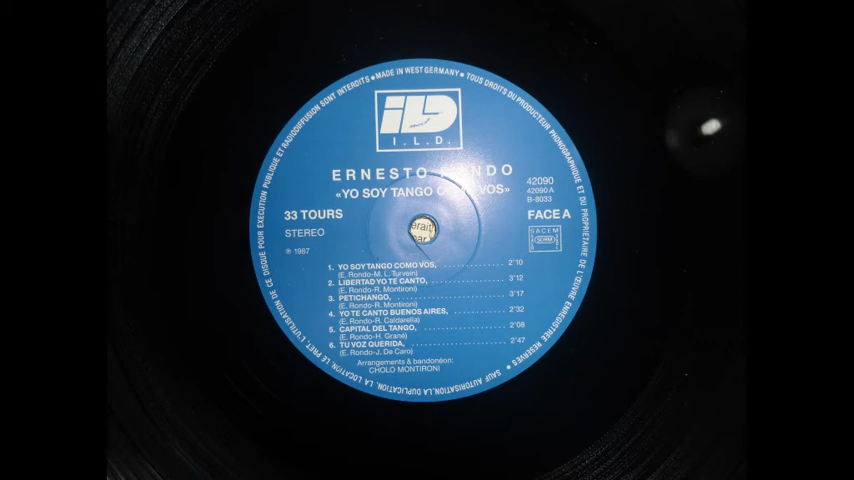 • MADE IN WEST GERMANY • TOUS DROITS DU PRODUCTEUR PHONOGRAPHIQUE ET DU PROPRIETAIRE DE L'ŒUVRE ENREGISTREE RESERVES • SAUF AUTORISATION, LA DUPLICATION, LA LOCATION, LE PRET, L'UTILISATION DE CE DISQUE POUR EXECUTION PUBLIQUE ET RADIODIFFUSION SONT INTERDITS
ILD
I.L.D.
ERNESTO
«YO SOY TANGO VOS»
42090
42090 A
B-8033
33 TOURS
FACE A
STEREO
SACEM
SDRM
℗ 1987
erait
par
1. YO SOY TANGO COMO VOS, 2'10
(E. Rondo-M. L. Turvein)
2. LIBERTAD YO TE CANTO, 3'12
(E. Rondo-R. Montironi)
3. PETICHANGO, 3'17
(E. Rondo-R. Montironi)
4. YO TE CANTO BUENOS AIRES, 2'32
(E. Rondo-R. Caldarella)
5. CAPITAL DEL TANGO, 2'08
(E. Rondo-H. Grané)
6. TU VOZ QUERIDA, 2'47
(E. Rondo-J. De Caro)
Arrangements & bandonéon:
CHOLO MONTIRONI